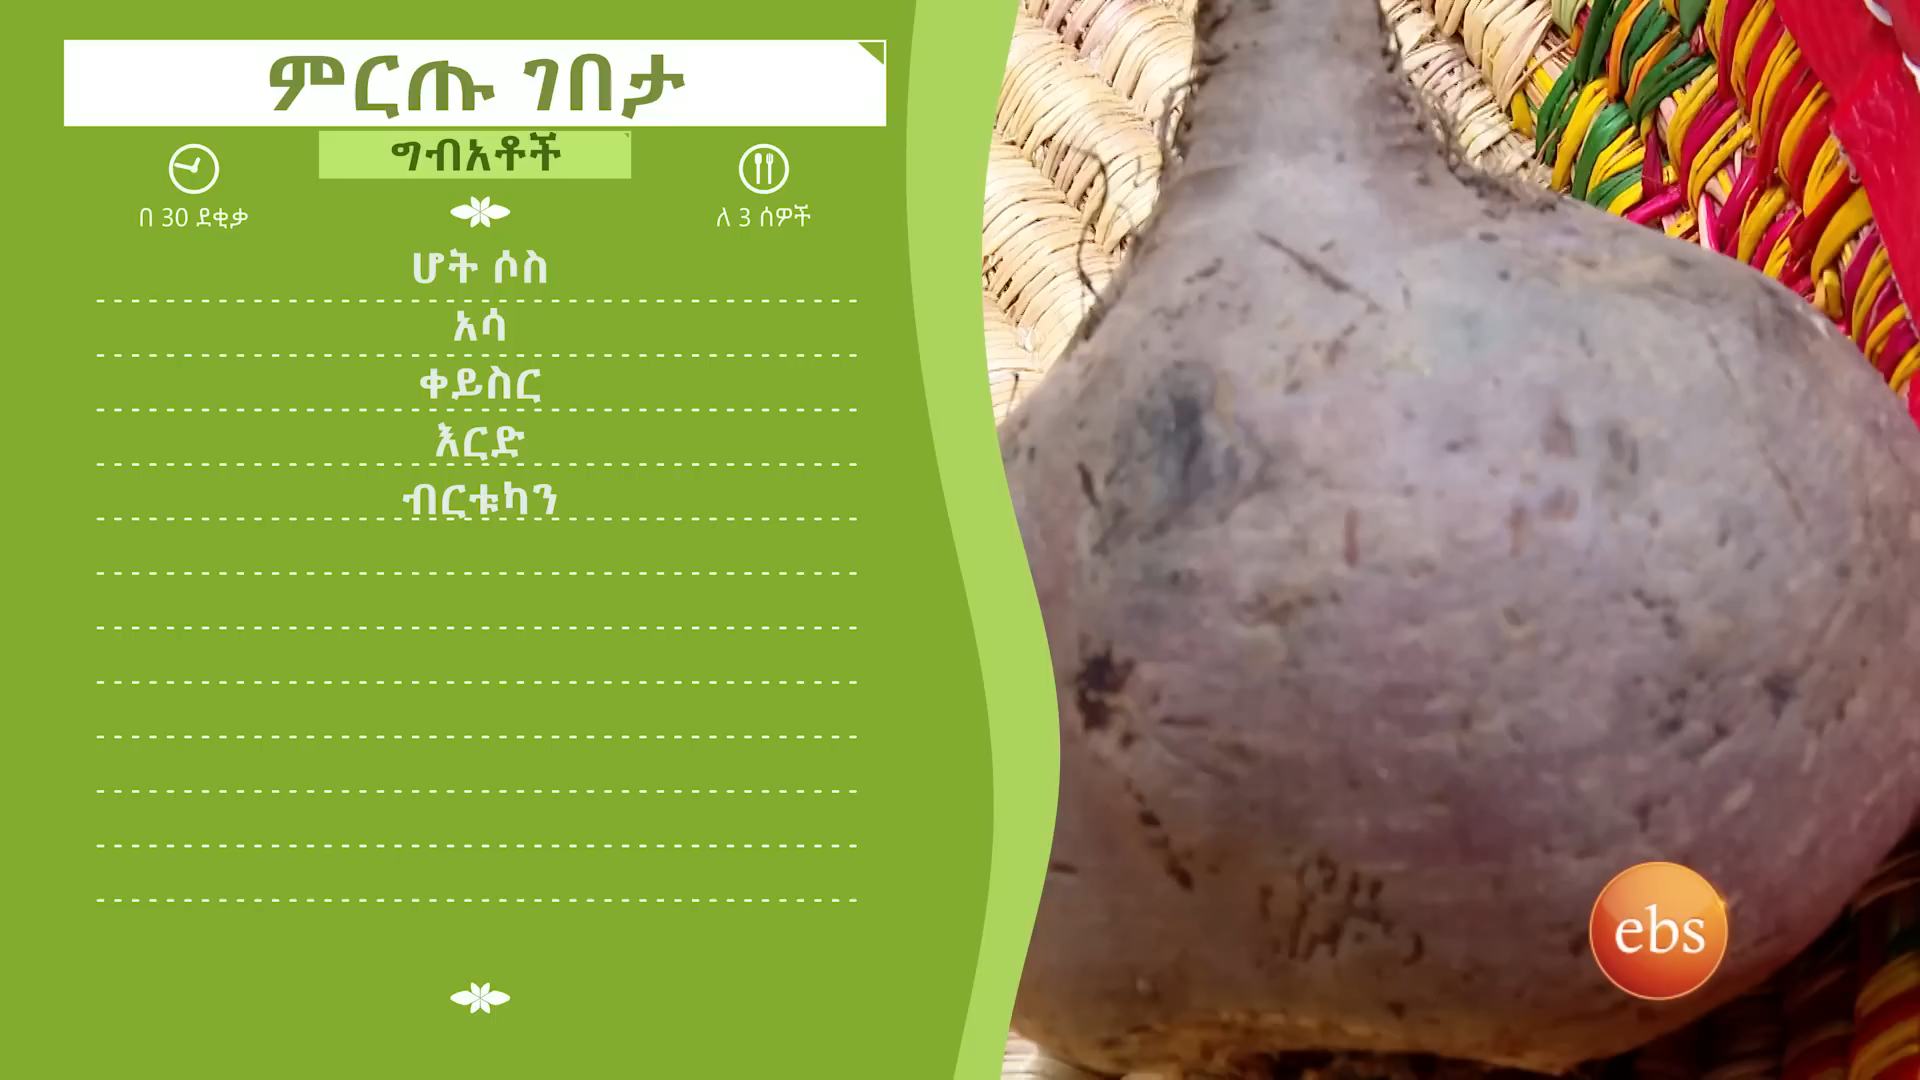 ምርጡ ገበታ
ግብአቶች
በ 30 ደቂቃ
ለ 3 ሰዎች
ሆት ሶስ
አሳ
ቀይስር
እርድ
ብርቱካን
ebs